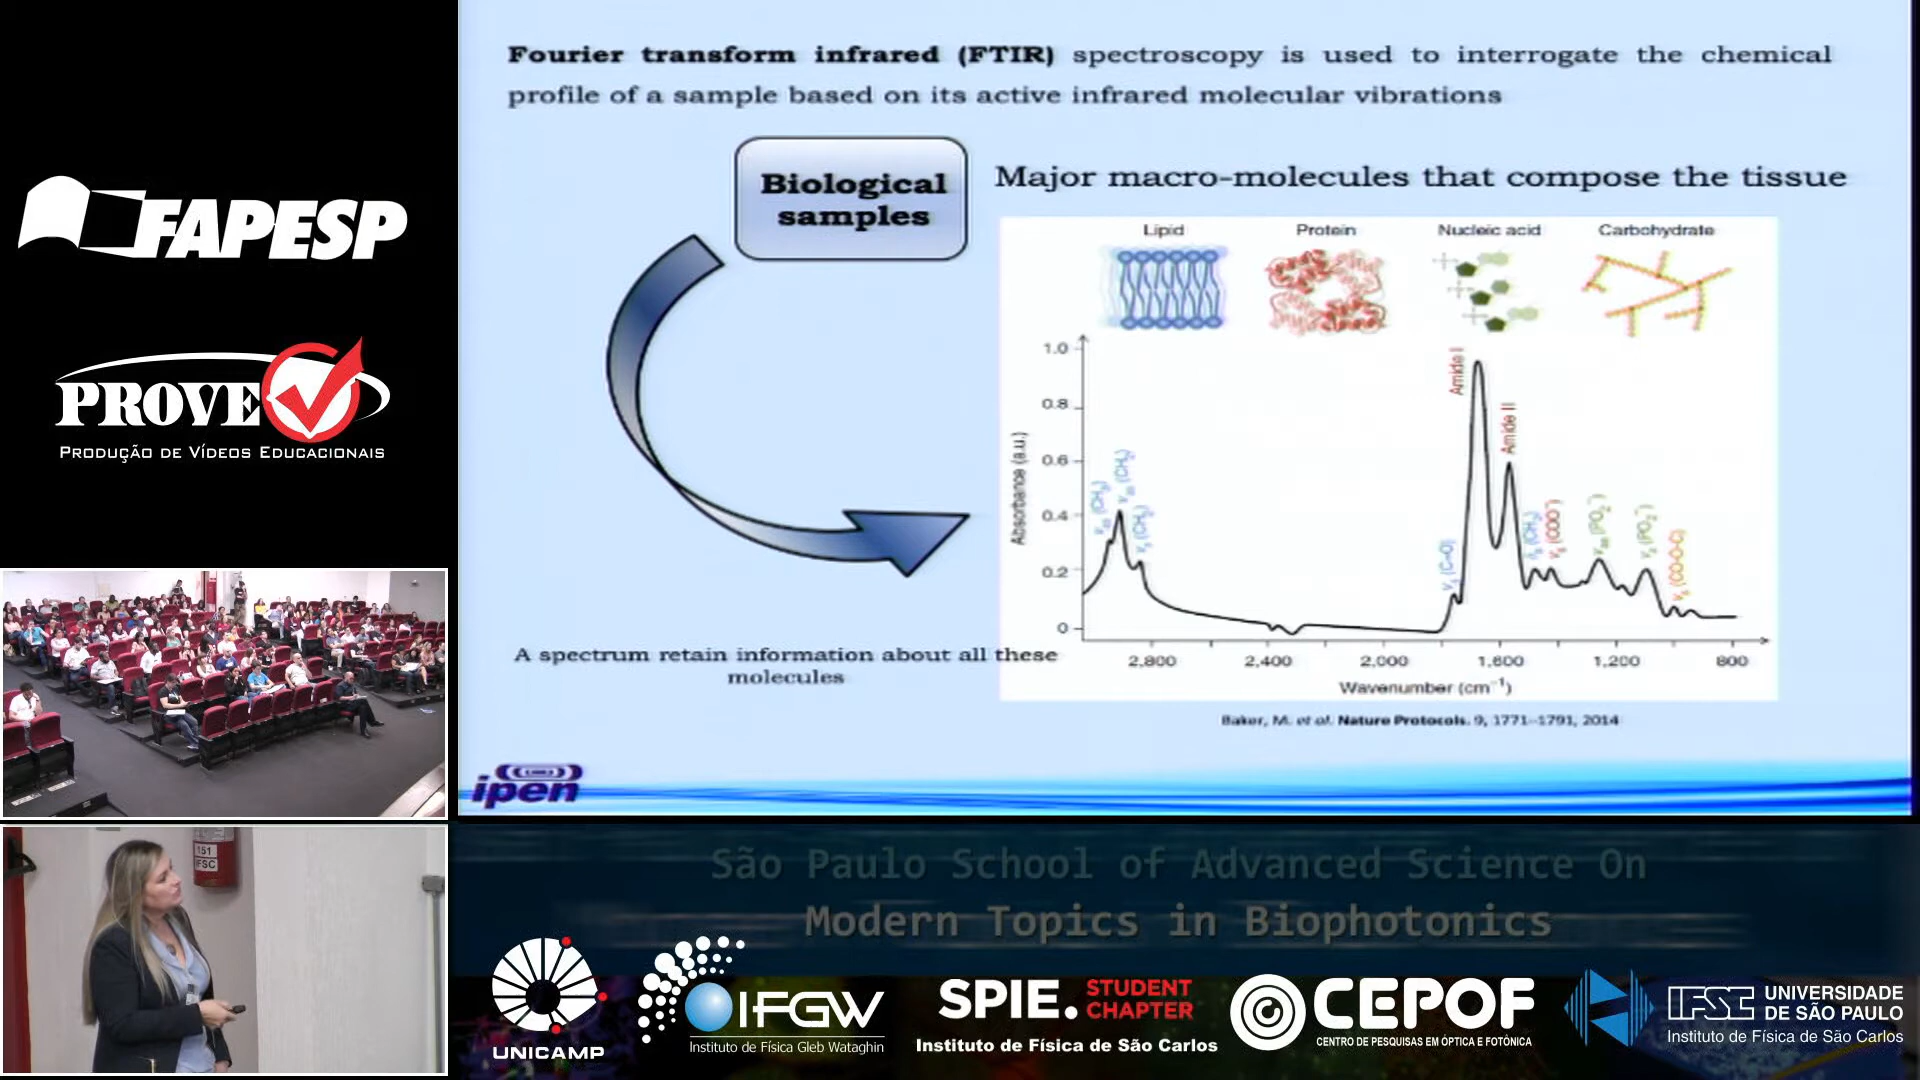 Fourier transform infrared (FTIR) spectroscopy is used to interrogate the chemical
profile of a sample based on its active infrared molecular vibrations
Biological
samples
Major macro-molecules that compose the tissue
Lipid
Protein
Nucleic acid
Carbohydrate
1.0
0.8
0.6
0.4
0.2
0
Absorbance (a.u.)
Amide I
Amide II
2,800
2,400
2,000
1,600
1,200
800
Wavenumber (cm⁻¹)
A spectrum retain information about all these
molecules
Baker, M. et al. Nature Protocols. 9, 1771–1791, 2014
ipen
FAPESP
PROVE
PRODUÇÃO DE VÍDEOS EDUCACIONAIS
151
IFSC
São Paulo School of Advanced Science On
Modern Topics in Biophotonics
UNICAMP
IFGW
Instituto de Física Gleb Wataghin
SPIE. STUDENT
CHAPTER
Instituto de Física de São Carlos
CEPOF
CENTRO DE PESQUISAS EM ÓPTICA E FOTÔNICA
IFSC
UNIVERSIDADE
DE SÃO PAULO
Instituto de Física de São Carlos